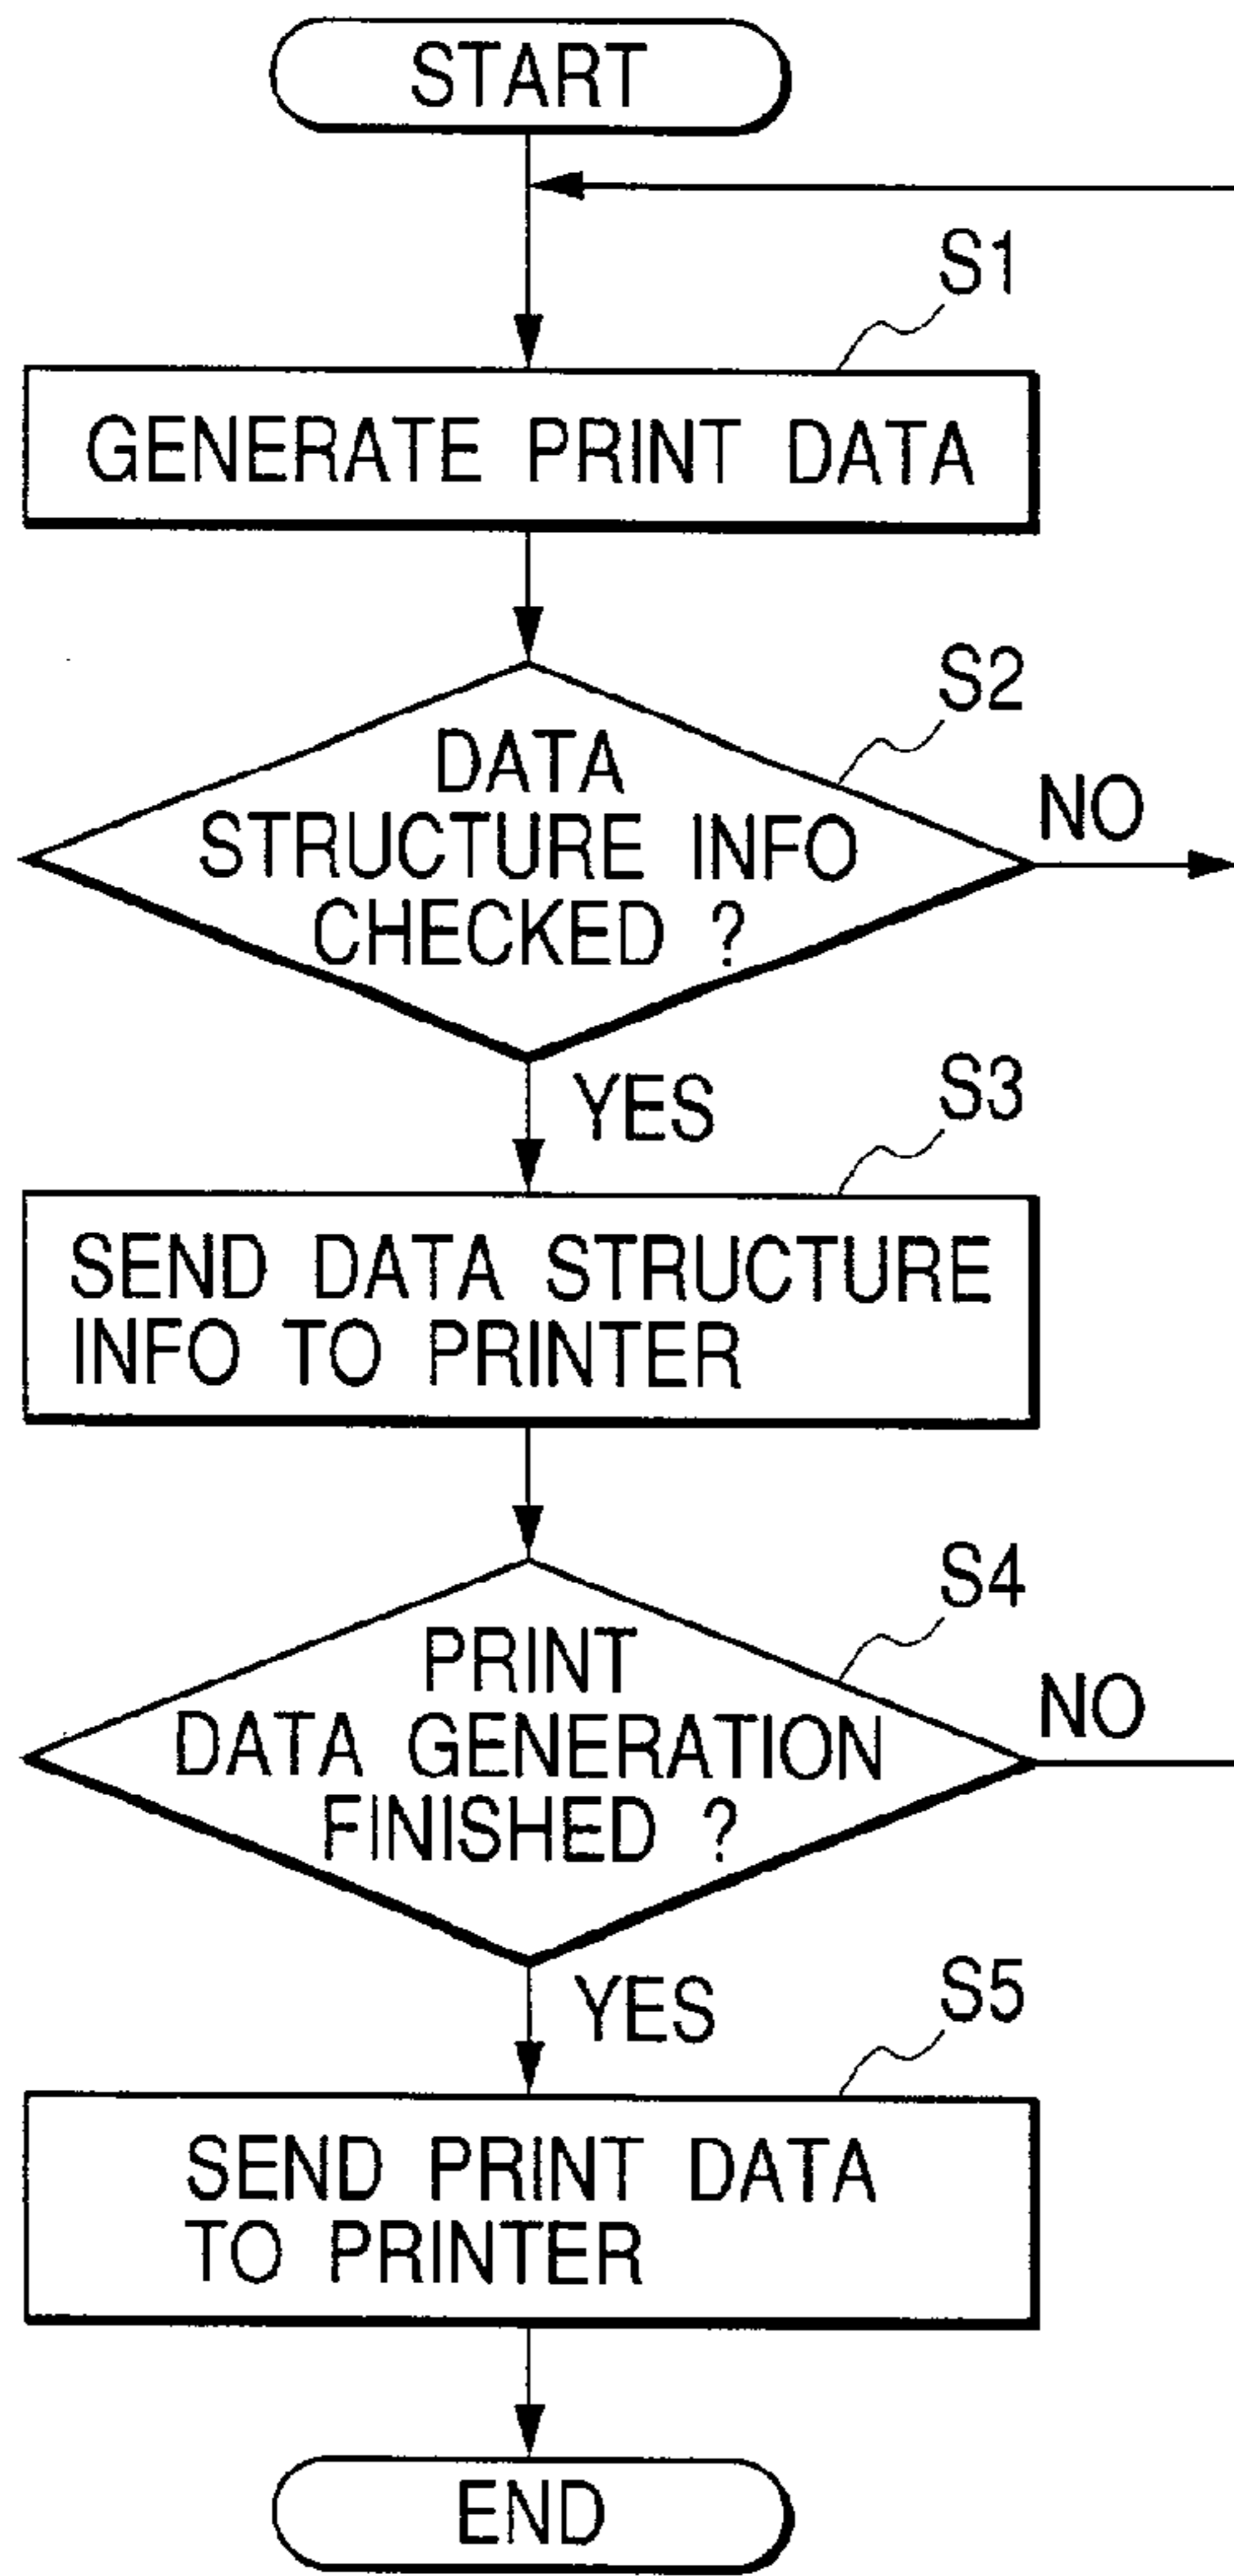 START
S1
GENERATE PRINT DATA
S2
DATA
STRUCTURE INFO
CHECKED ?
NO
YES
S3
SEND DATA STRUCTURE
INFO TO PRINTER
S4
PRINT
DATA GENERATION
FINISHED ?
NO
YES
S5
SEND PRINT DATA
TO PRINTER
END